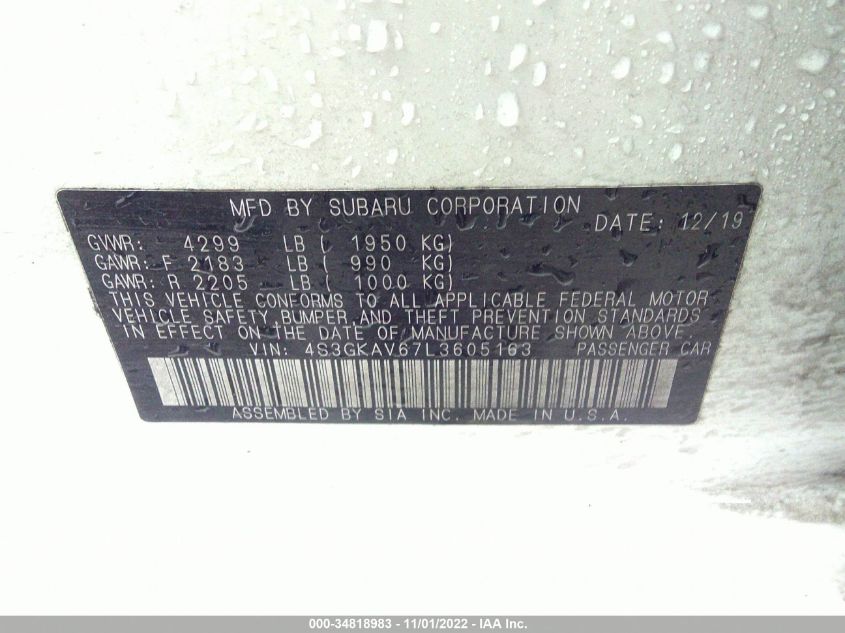 MFD BY SUBARU CORPORATION
DATE: 12/19
GVWR: 4299 LB ( 1950 KG)
GAWR: F 2183 LB ( 990 KG)
GAWR: R 2205 LB ( 1000 KG)
THIS VEHICLE CONFORMS TO ALL APPLICABLE FEDERAL MOTOR
VEHICLE SAFETY,BUMPER,AND THEFT PREVENTION STANDARDS
IN EFFECT ON THE DATE OF MANUFACTURE SHOWN ABOVE.
VIN: 4S3GKAV67L3605163 PASSENGER CAR
ASSEMBLED BY SIA INC. MADE IN U.S.A.
000-34818983 - 11/01/2022 - IAA Inc.